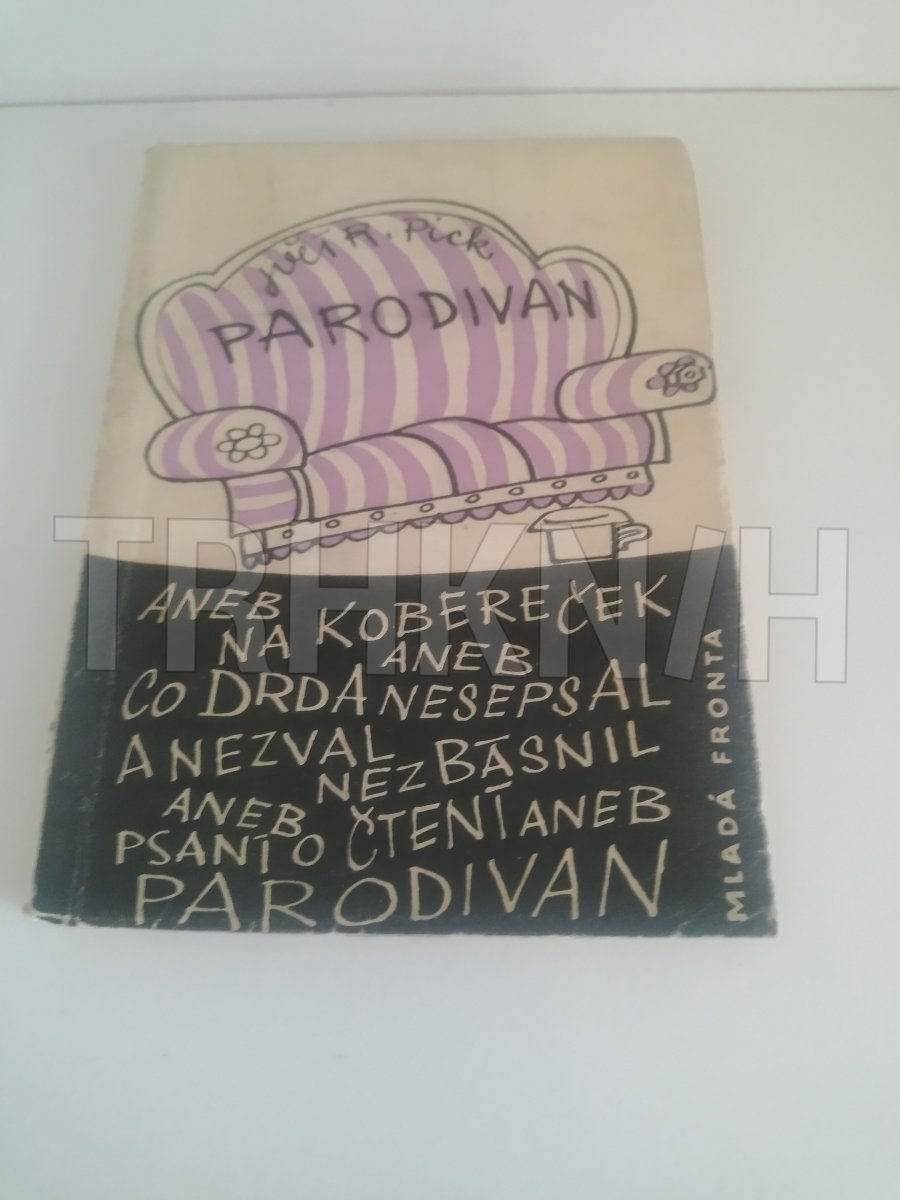 Jiří R. Pick
PARODIVAN
ANEB
NA KOBEREČEK
ANEB
CO DRDA NESEPSAL
A NEZVAL
NEZBÁSNIL
ANEB
PSANÍ O ČTENÍ ANEB
PARODIVAN
MLADÁ FRONTA
TRHKNIH